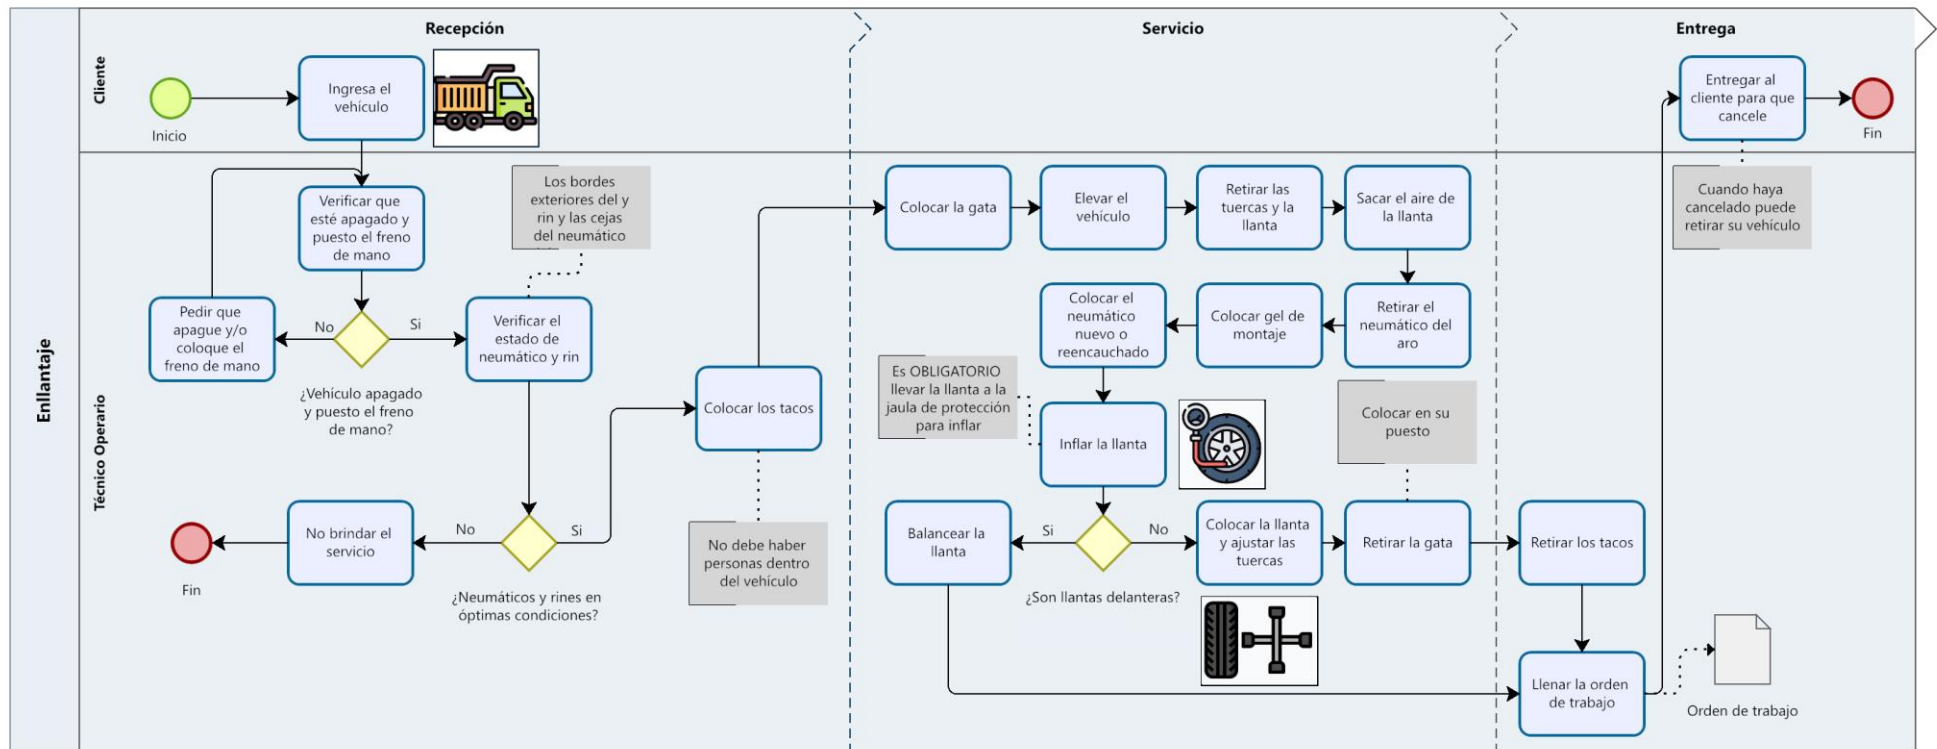 Recepción
Servicio
Entrega
Enllantaje
Cliente
Técnico Operario
Inicio
Ingresa el
vehículo
Verificar que
esté apagado y
puesto el freno
de mano
Los bordes
exteriores del y
rin y las cejas
del neumático
Pedir que
apague y/o
coloque el
freno de mano
No
Si
¿Vehículo apagado
y puesto el freno
de mano?
Verificar el
estado de
neumático y rin
Colocar los tacos
No debe haber
personas dentro
del vehículo
Fin
No brindar el
servicio
No
Si
¿Neumáticos y rines en
óptimas condiciones?
Colocar la gata
Elevar el
vehículo
Retirar las
tuercas y la
llanta
Sacar el aire de
la llanta
Colocar el
neumático
nuevo o
reencauchado
Colocar gel de
montaje
Retirar el
neumático del
aro
Es OBLIGATORIO
llevar la llanta a la
jaula de protección
para inflar
Inflar la llanta
Colocar en su
puesto
Balancear la
llanta
Si
No
¿Son llantas delanteras?
Colocar la llanta
y ajustar las
tuercas
Retirar la gata
Entregar al
cliente para que
cancele
Fin
Cuando haya
cancelado puede
retirar su vehículo
Retirar los tacos
Llenar la orden
de trabajo
Orden de trabajo